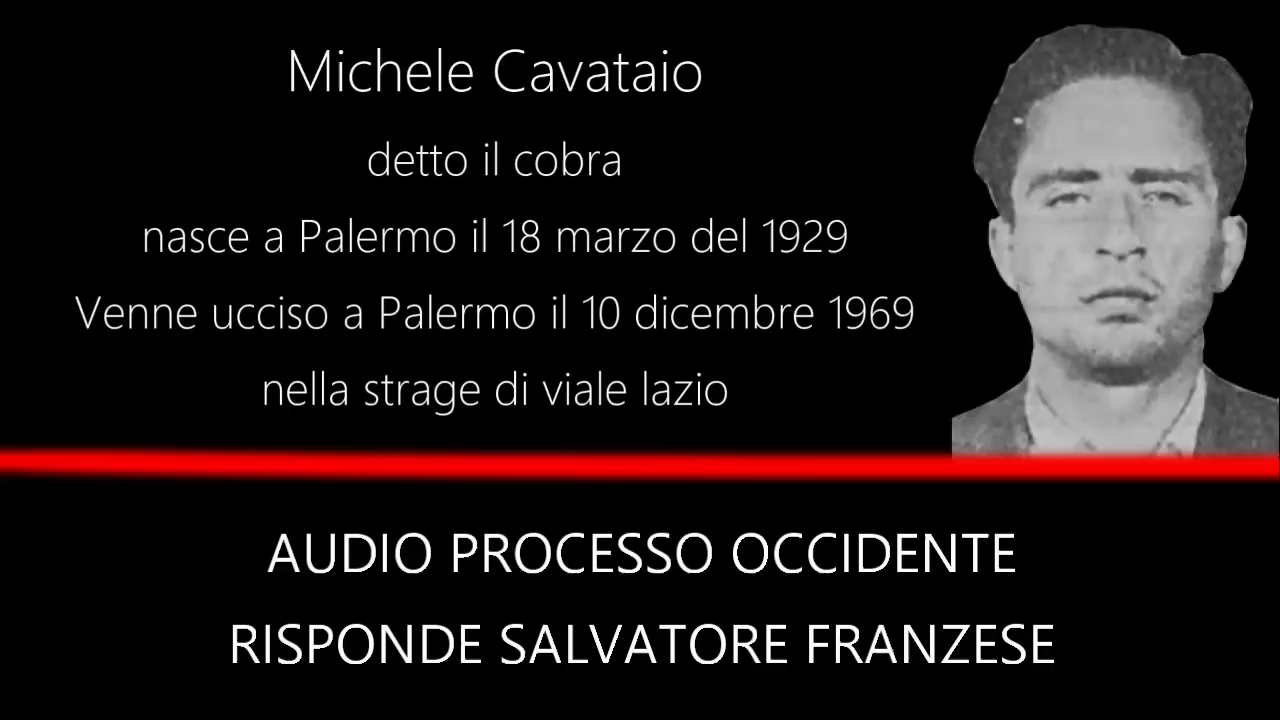 Michele Cavataio
detto il cobra
nasce a Palermo il 18 marzo del 1929
Venne ucciso a Palermo il 10 dicembre 1969
nella strage di viale lazio
AUDIO PROCESSO OCCIDENTE
RISPONDE SALVATORE FRANZESE